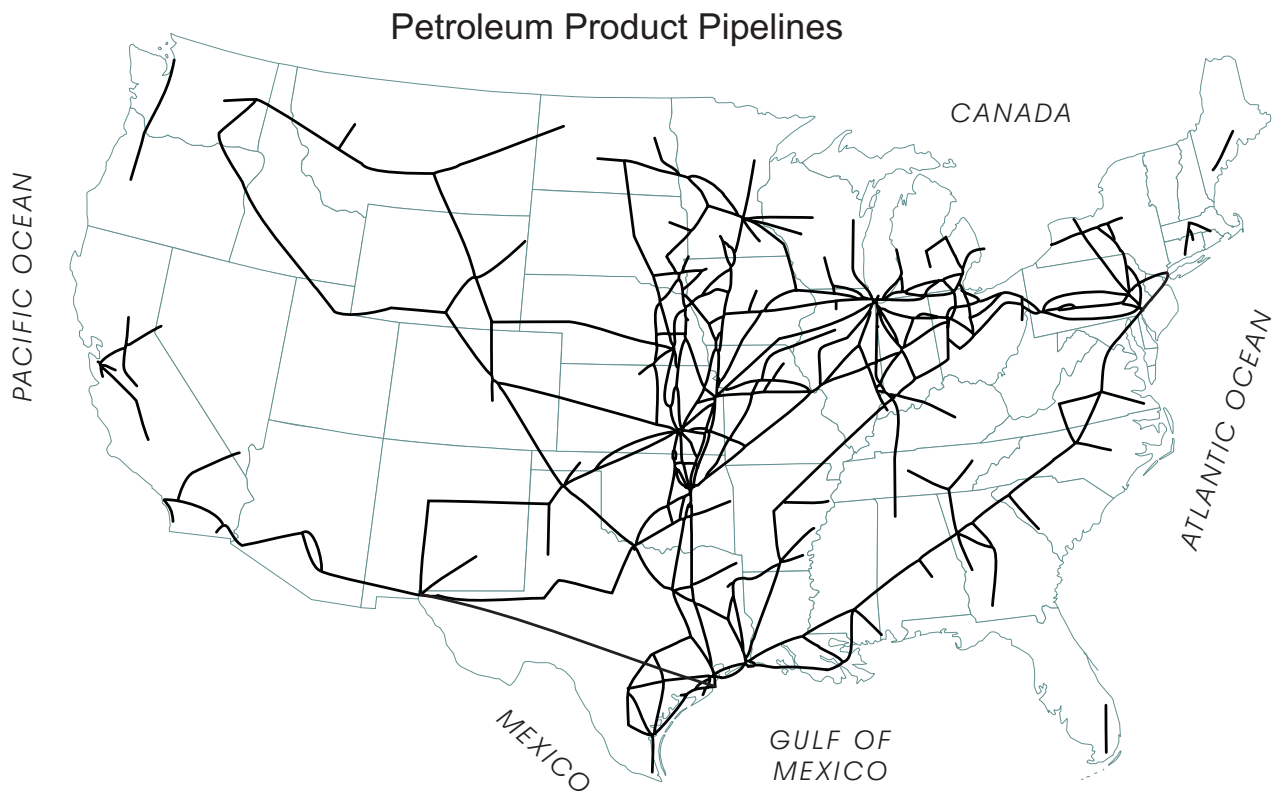 Petroleum Product Pipelines
CANADA
PACIFIC OCEAN
ATLANTIC OCEAN
MEXICO
GULF OF
MEXICO